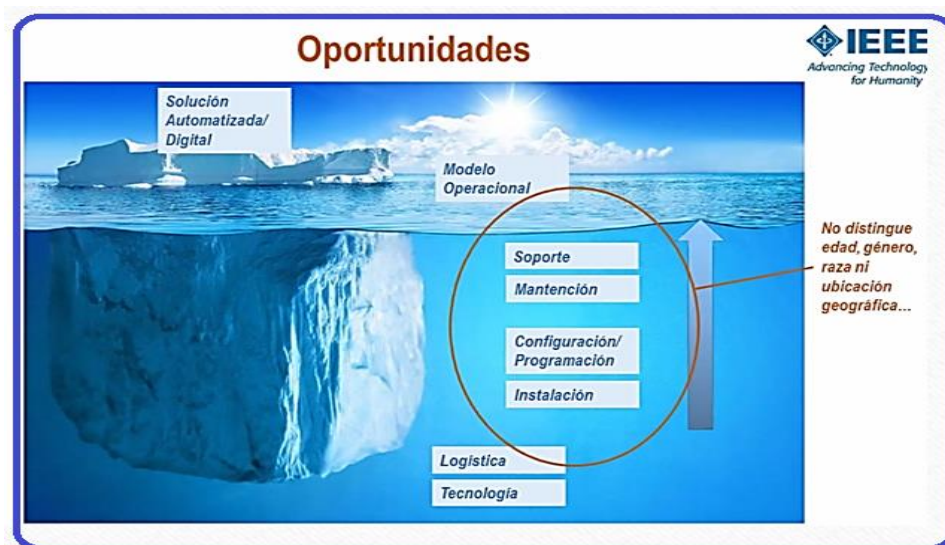 Oportunidades
IEEE
Advancing Technology
for Humanity
Solución
Automatizada/
Digital
Modelo
Operacional
Soporte
Mantención
Configuración/
Programación
Instalación
Logística
Tecnología
No distingue
edad, género,
raza ni
ubicación
geográfica...